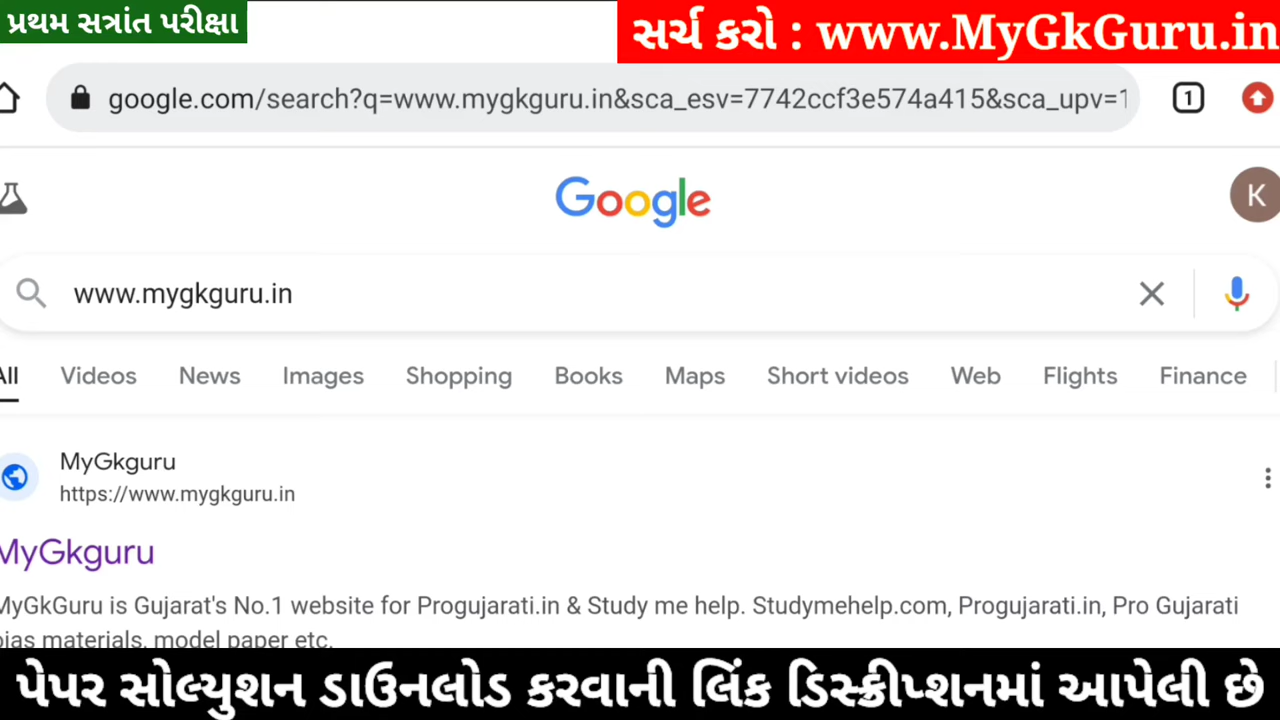 પ્રથમ સત્રાંત પરીક્ષા
સર્ચ કરો : www.MyGkGuru.in
google.com/search?q=www.mygkguru.in&sca_esv=7742ccf3e574a415&sca_upv=1
1
Google
K
www.mygkguru.in
All Videos News Images Shopping Books Maps Short videos Web Flights Finance
MyGkguru
https://www.mygkguru.in
MyGkguru
MyGkGuru is Gujarat's No.1 website for Progujarati.in & Study me help. Studymehelp.com, Progujarati.in, Pro Gujarati
materials, model paper etc.
પેપર સોલ્યુશન ડાઉનલોડ કરવાની લિંક ડિસ્ક્રીપ્શનમાં આપેલી છે